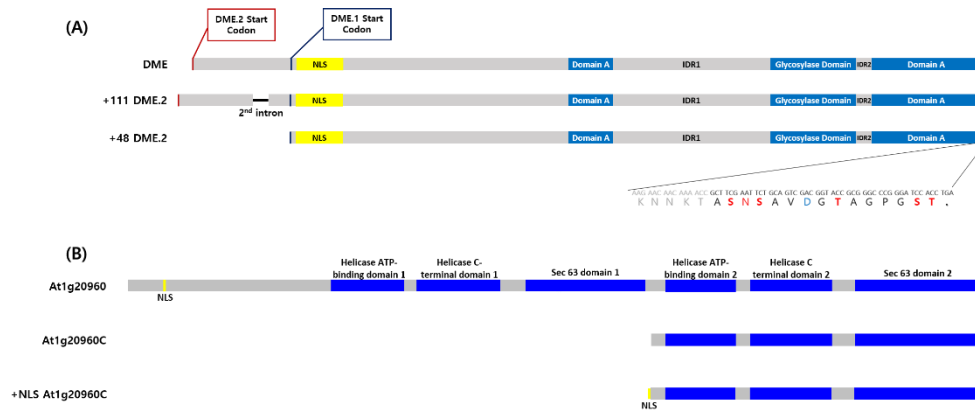 (A)
DME.2 Start
Codon
DME.1 Start
Codon
DME
NLS
Domain A
IDR1
Glycosylase Domain
IDR2
Domain A
+111 DME.2
2nd intron
NLS
Domain A
IDR1
Glycosylase Domain
IDR2
Domain A
+48 DME.2
NLS
Domain A
IDR1
Glycosylase Domain
IDR2
Domain A
AAG AAC AAC AAA ACC GCT TCG AAT TCT GCA GTC GAC GGT ACC GCG GGC CCG GGA TCC ACC TGA
K N N K T A S N S A V D G T A G P G S T .
(B)
Helicase ATP-
binding domain 1
Helicase C-
terminal domain 1
Sec 63 domain 1
Helicase ATP-
binding domain 2
Helicase C
terminal domain 2
Sec 63 domain 2
At1g20960
NLS
At1g20960C
+NLS At1g20960C
NLS